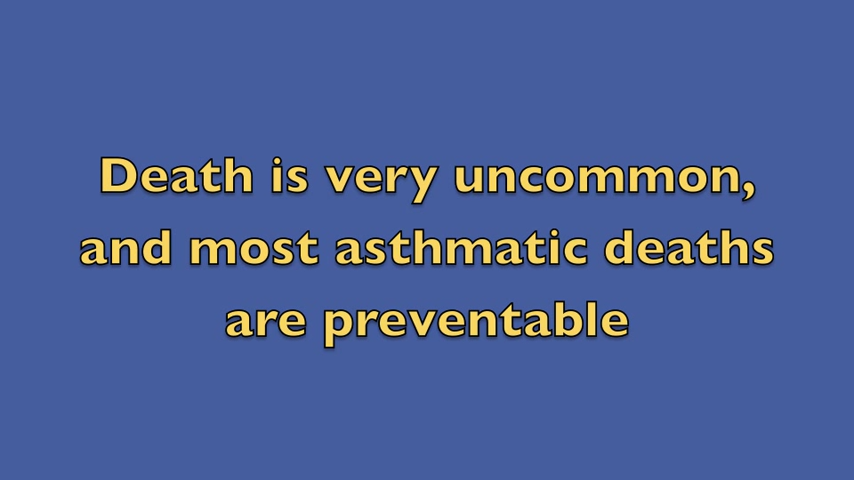 Death is very uncommon,
and most asthmatic deaths
are preventable